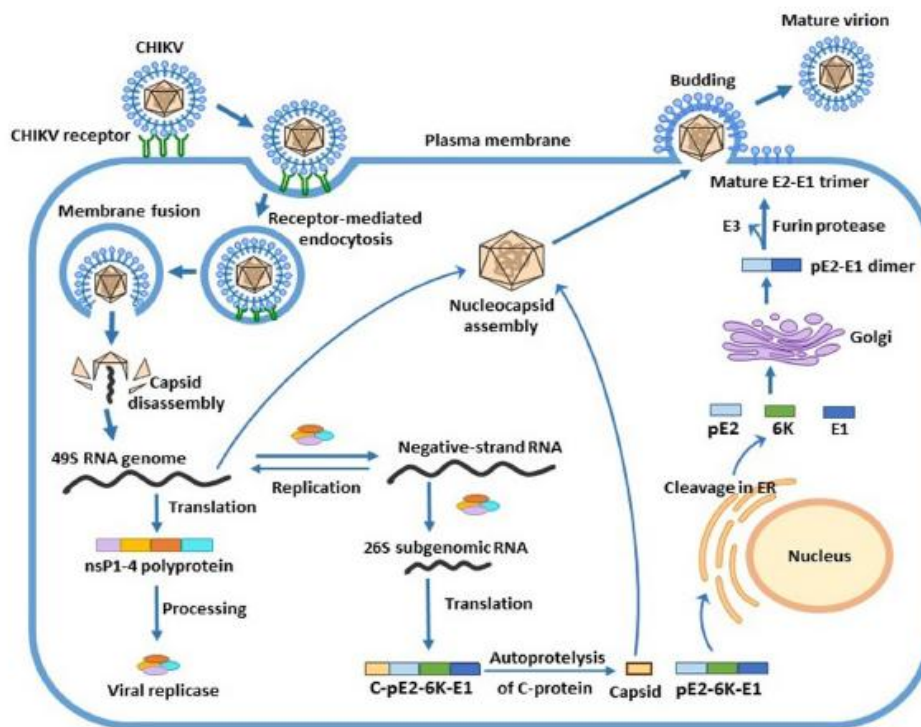 CHIKV
CHIKV receptor
Plasma membrane
Budding
Mature virion
Membrane fusion
Receptor-mediated
endocytosis
Mature E2-E1 trimer
E3
Furin protease
pE2-E1 dimer
Nucleocapsid
assembly
Golgi
Capsid
disassembly
pE2
6K
E1
49S RNA genome
Negative-strand RNA
Replication
Translation
Cleavage in ER
Nucleus
26S subgenomic RNA
nsP1-4 polyprotein
Processing
Translation
Viral replicase
C-pE2-6K-E1
Autoprotelysis
of C-protein
Capsid
pE2-6K-E1